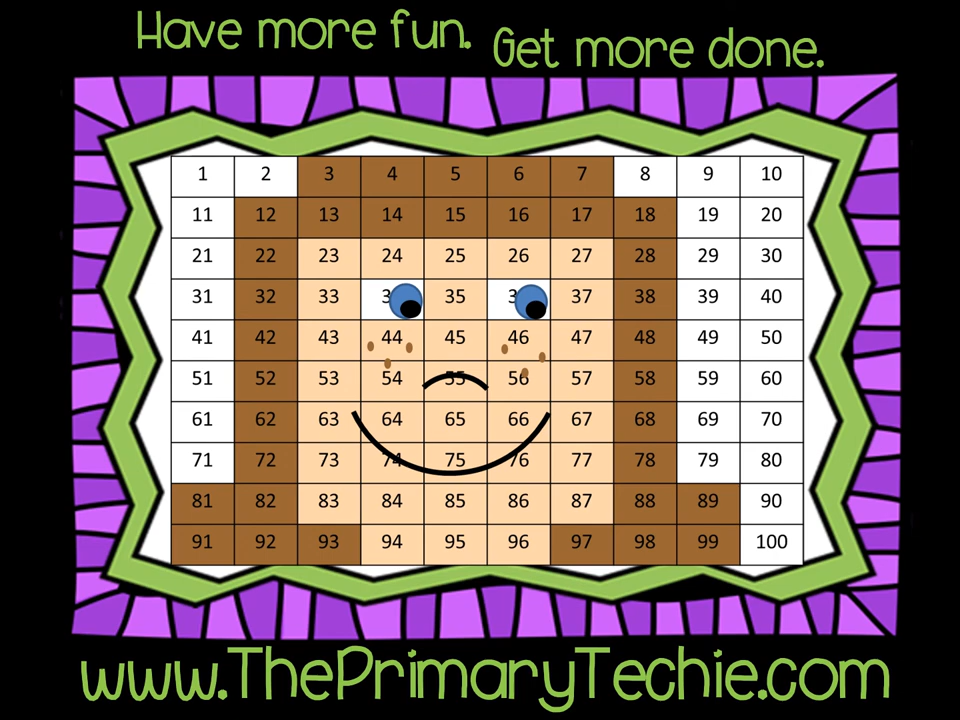 Have more fun. Get more done.
1 2 3 4 5 6 7 8 9 10
11 12 13 14 15 16 17 18 19 20
21 22 23 24 25 26 27 28 29 30
31 32 33 35 37 38 39 40
41 42 43 44 45 46 47 48 49 50
51 52 53 54 55 56 57 58 59 60
61 62 63 64 65 66 67 68 69 70
71 72 73 74 75 76 77 78 79 80
81 82 83 84 85 86 87 88 89 90
91 92 93 94 95 96 97 98 99 100
www.ThePrimaryTechie.com